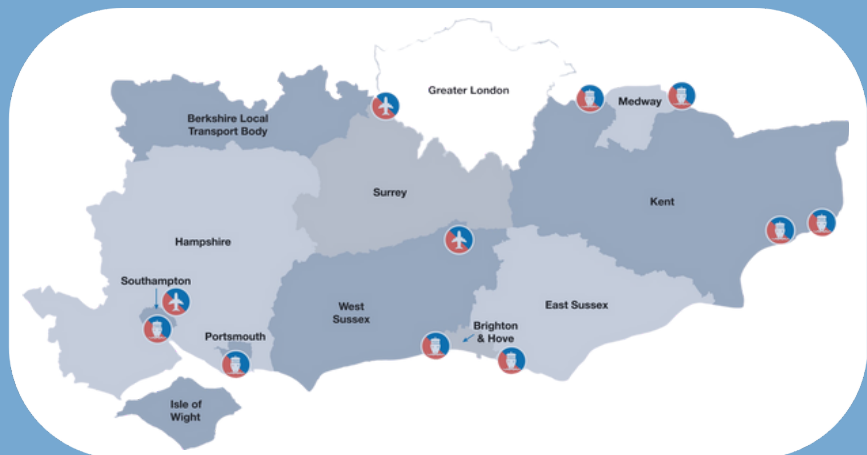 Greater London
Medway
Berkshire Local
Transport Body
Surrey
Kent
Hampshire
Southampton
West
Sussex
East Sussex
Brighton
& Hove
Portsmouth
Isle of
Wight